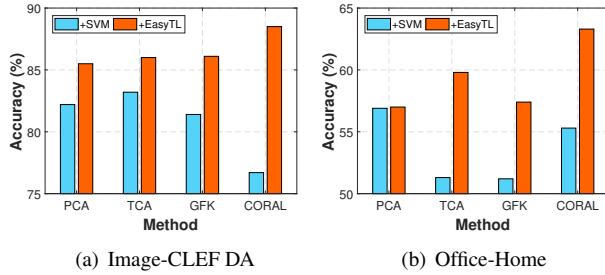 90
85
80
75
Accuracy (%)
+SVM +EasyTL
PCA TCA GFK CORAL
Method
(a) Image-CLEF DA
65
60
55
50
Accuracy (%)
+SVM +EasyTL
PCA TCA GFK CORAL
Method
(b) Office-Home